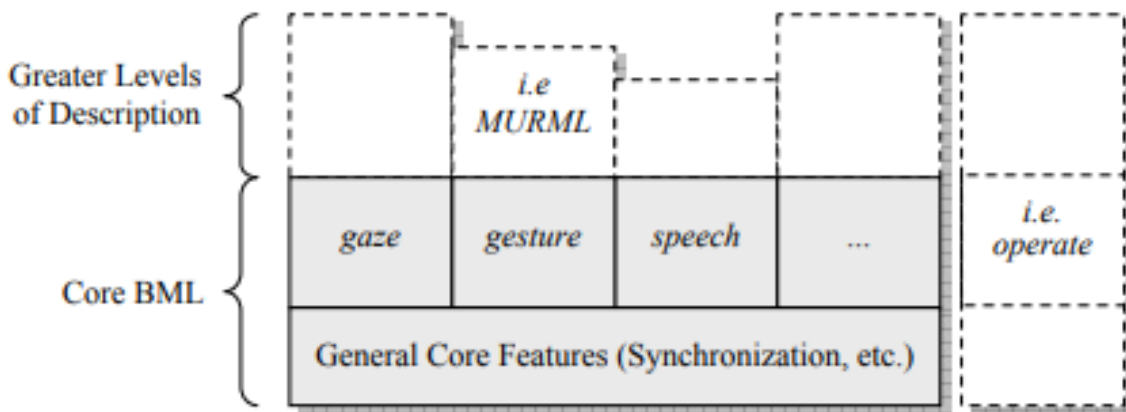 Greater Levels
of Description
i.e
MURML
gaze
gesture
speech
...
i.e.
operate
Core BML
General Core Features (Synchronization, etc.)